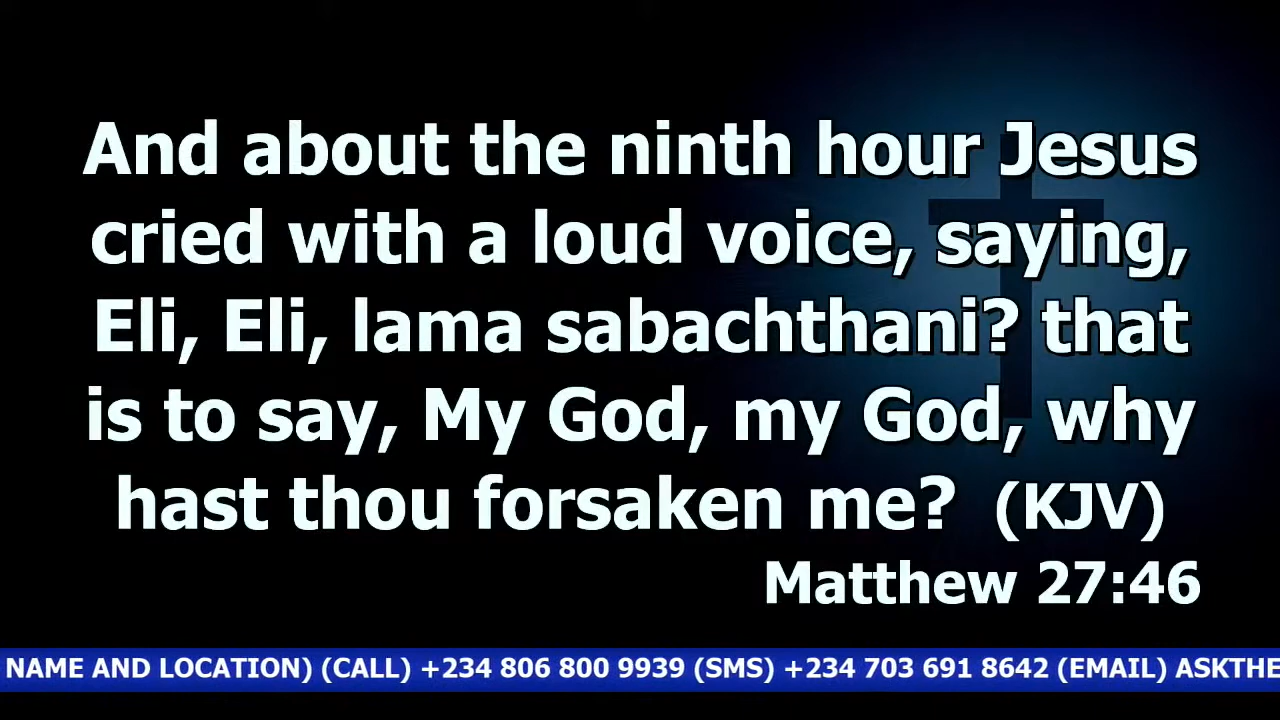 And about the ninth hour Jesus
cried with a loud voice, saying,
Eli, Eli, lama sabachthani? that
is to say, My God, my God, why
hast thou forsaken me?  (KJV)
Matthew 27:46
NAME AND LOCATION) (CALL) +234 806 800 9939 (SMS) +234 703 691 8642 (EMAIL) ASKTHE